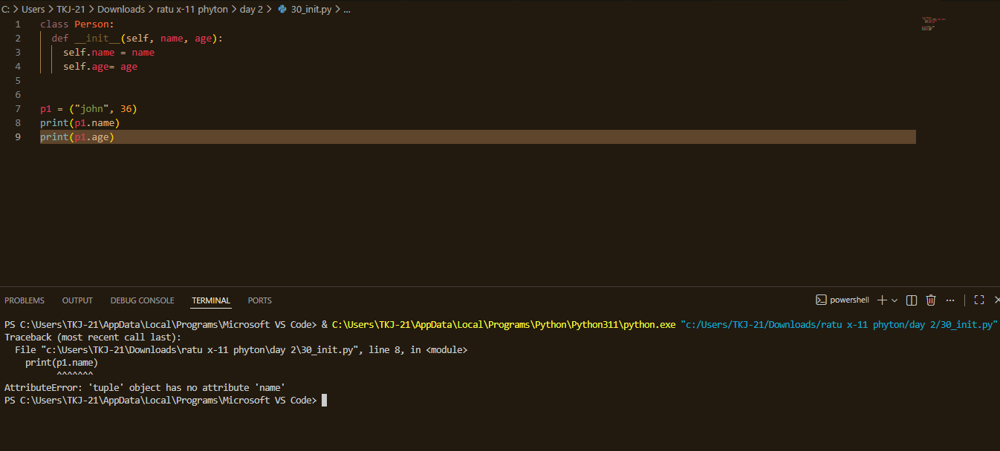 C: > Users > TKJ-21 > Downloads > ratu x-11 phyton > day 2 > 30_init.py > ...
1 class Person:
2   def __init__(self, name, age):
3     self.name = name
4     self.age= age
5
6
7 p1 = ("john", 36)
8 print(p1.name)
9 print(p1.age)
PROBLEMS OUTPUT DEBUG CONSOLE TERMINAL PORTS powershell
PS C:\Users\TKJ-21\AppData\Local\Programs\Microsoft VS Code> & C:\Users\TKJ-21\AppData\Local\Programs\Python\Python311\python.exe "c:/Users/TKJ-21/Downloads/ratu x-11 phyton/day 2/30_init.py"
Traceback (most recent call last):
  File "c:\Users\TKJ-21\Downloads\ratu x-11 phyton\day 2\30_init.py", line 8, in <module>
    print(p1.name)
          ^^^^^^^
AttributeError: 'tuple' object has no attribute 'name'
PS C:\Users\TKJ-21\AppData\Local\Programs\Microsoft VS Code>